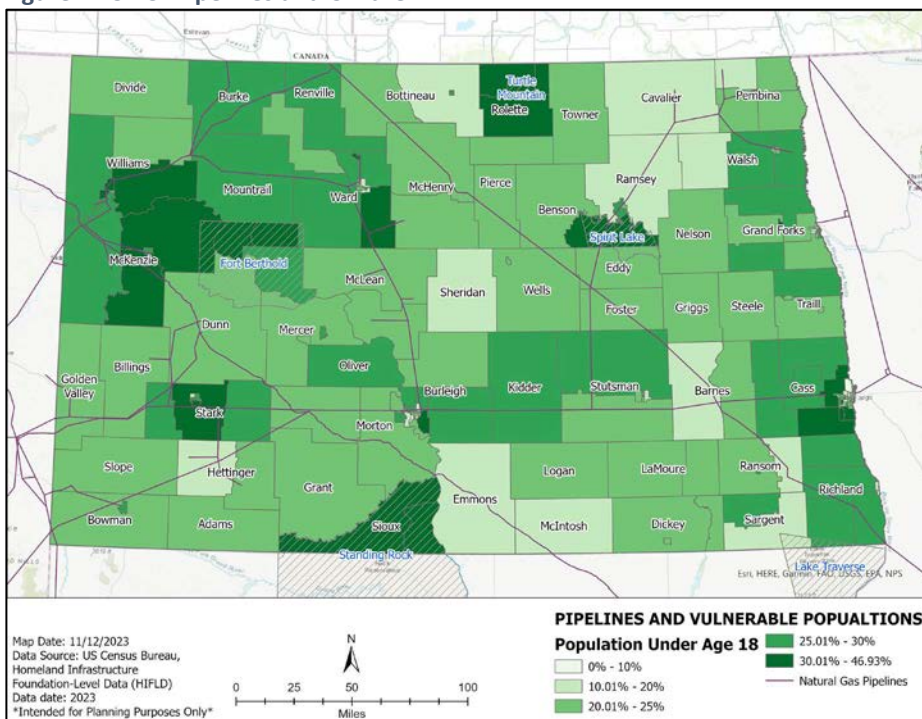 Estevan
CANADA
Divide
Burke
Renville
Bottineau
Turtle
Mountain
Rolette
Towner
Cavalier
Pembina
Williams
Mountrail
Ward
McHenry
Pierce
Benson
Ramsey
Walsh
Spirit Lake
Nelson
Grand Forks
McKenzie
Fort Berthold
McLean
Sheridan
Wells
Eddy
Foster
Griggs
Steele
Traill
Dunn
Mercer
Golden
Valley
Billings
Oliver
Burleigh
Kidder
Stutsman
Barnes
Cass
Stark
Morton
Slope
Hettinger
Grant
Emmons
Logan
LaMoure
Ransom
Richland
Bowman
Adams
Sioux
McIntosh
Dickey
Sargent
Standing Rock
Lake Traverse
Esri, HERE, Garmin, FAO, USGS, EPA, NPS
PIPELINES AND VULNERABLE POPUALTIONS
Population Under Age 18
0% - 10%
10.01% - 20%
20.01% - 25%
25.01% - 30%
30.01% - 46.93%
Natural Gas Pipelines
Map Date: 11/12/2023
Data Source: US Census Bureau,
Homeland Infrastructure
Foundation-Level Data (HIFLD)
Data date: 2023
*Intended for Planning Purposes Only*
N
0 25 50 100
Miles